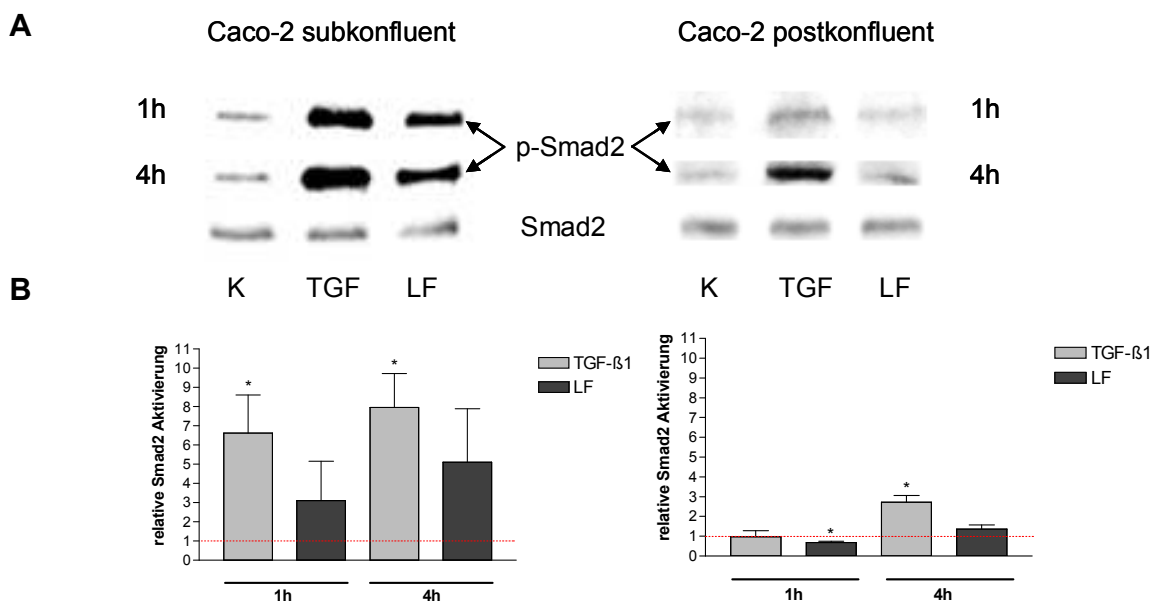 A
Caco-2 subkonfluent
Caco-2 postkonfluent
1h
1h
p-Smad2
4h
4h
Smad2
B
K TGF LF
K TGF LF
relative Smad2 Aktivierung
11
10
9
8
7
6
5
4
3
2
1
0
*
*
TGF-ß1
LF
1h
4h
relative Smad2 Aktivierung
11
10
9
8
7
6
5
4
3
2
1
0
*
*
TGF-ß1
LF
1h
4h